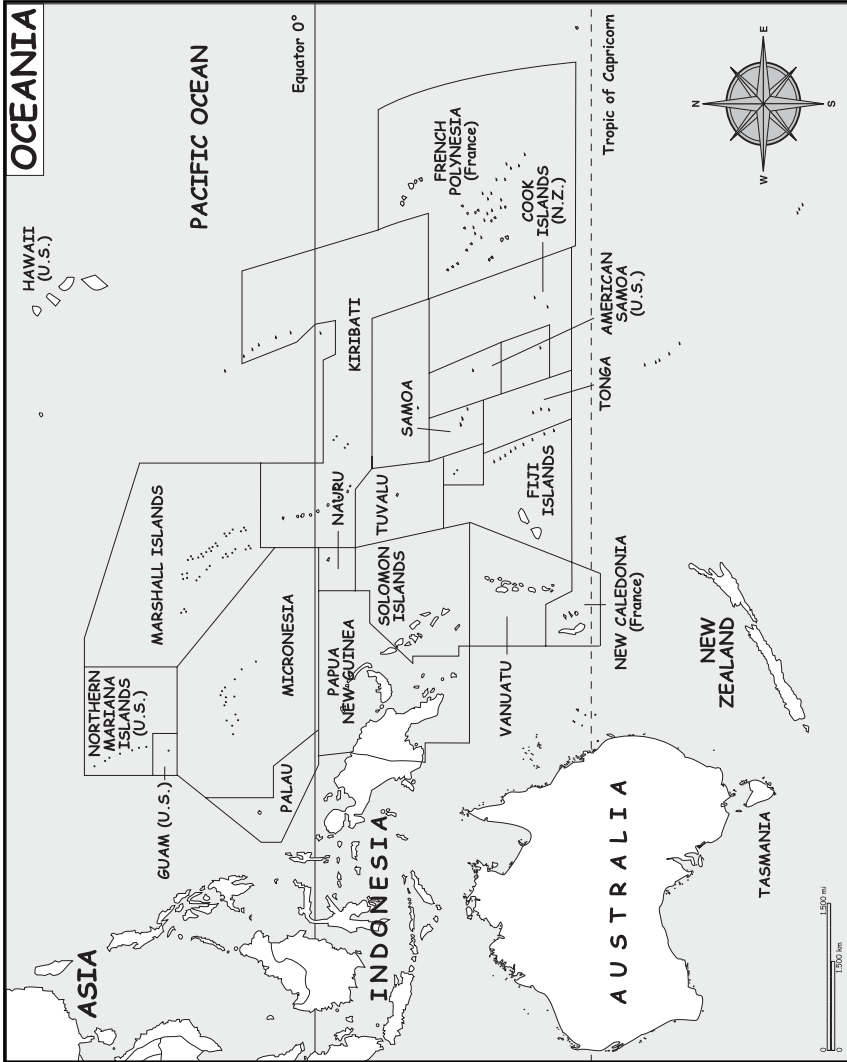 OCEANIA
HAWAII
(U.S.)
PACIFIC OCEAN
Equator 0°
ASIA
NORTHERN
MARIANA
ISLANDS
(U.S.)
GUAM (U.S.)
MARSHALL ISLANDS
MICRONESIA
PALAU
KIRIBATI
NAURU
PAPUA
NEW GUINEA
SOLOMON
ISLANDS
TUVALU
SAMOA
FRENCH
POLYNESIA
(France)
COOK
ISLANDS
(N.Z.)
INDONESIA
VANUATU
FIJI
ISLANDS
TONGA
AMERICAN
SAMOA
(U.S.)
NEW CALEDONIA
(France)
Tropic of Capricorn
AUSTRALIA
NEW
ZEALAND
TASMANIA
N
E
S
W
0
1.500 mi
0
1.500 km